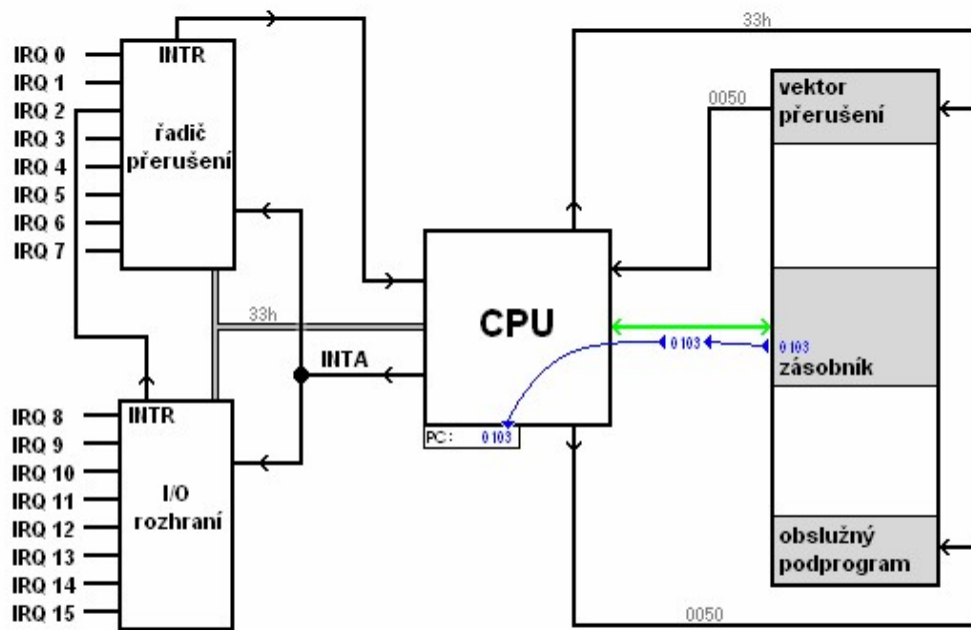 33h
IRQ 0
IRQ 1
IRQ 2
IRQ 3
IRQ 4
IRQ 5
IRQ 6
IRQ 7
INTR
řadič
přerušení
0050
vektor
přerušení
33h
CPU
INTA
0103
0103
zásobník
PC: 0103
IRQ 8
IRQ 9
IRQ 10
IRQ 11
IRQ 12
IRQ 13
IRQ 14
IRQ 15
INTR
I/O
rozhraní
obslužný
podprogram
0050